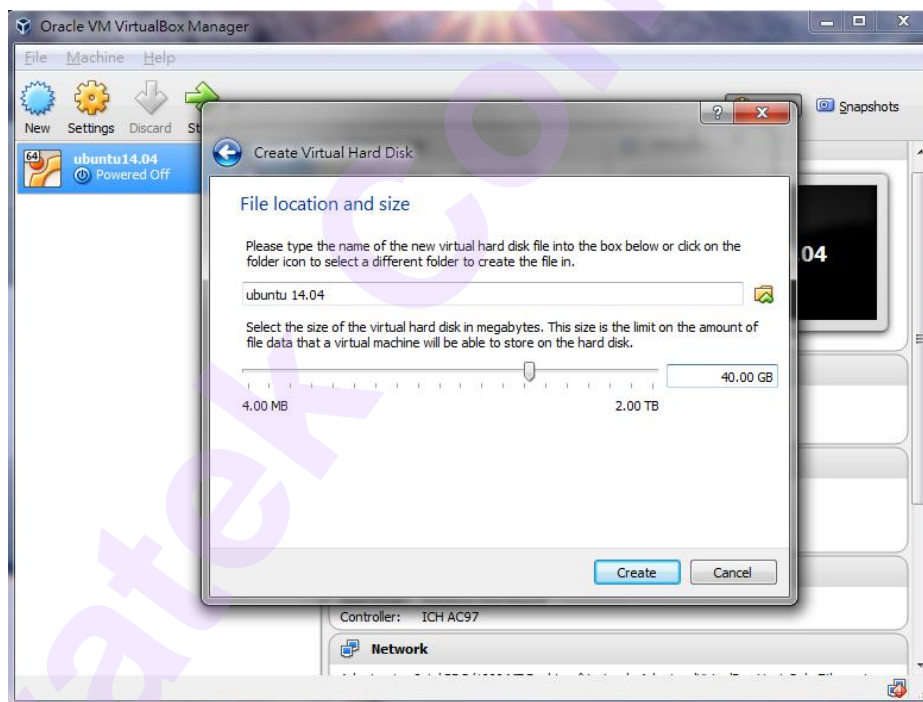 Oracle VM VirtualBox Manager
File Machine Help
New Settings Discard
Snapshots
64
ubuntu14.04
Powered Off
04
Create Virtual Hard Disk
File location and size
Please type the name of the new virtual hard disk file into the box below or click on the
folder icon to select a different folder to create the file in.
ubuntu 14.04
Select the size of the virtual hard disk in megabytes. This size is the limit on the amount of
file data that a virtual machine will be able to store on the hard disk.
40.00 GB
4.00 MB 2.00 TB
Create Cancel
Controller: ICH AC97
Network